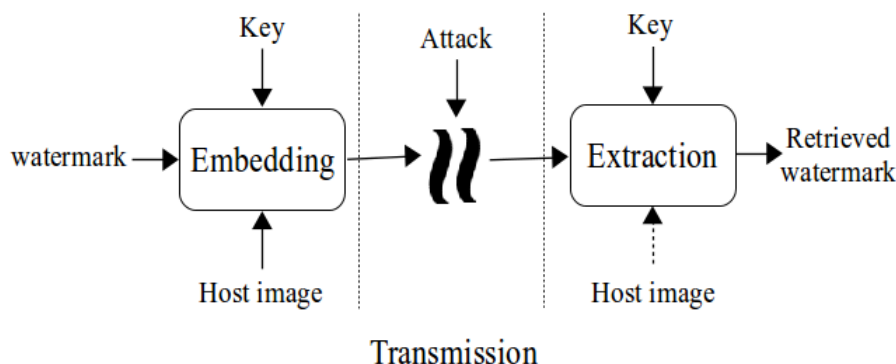 Key
Attack
Key
watermark
Embedding
Extraction
Retrieved
watermark
Host image
Host image
Transmission